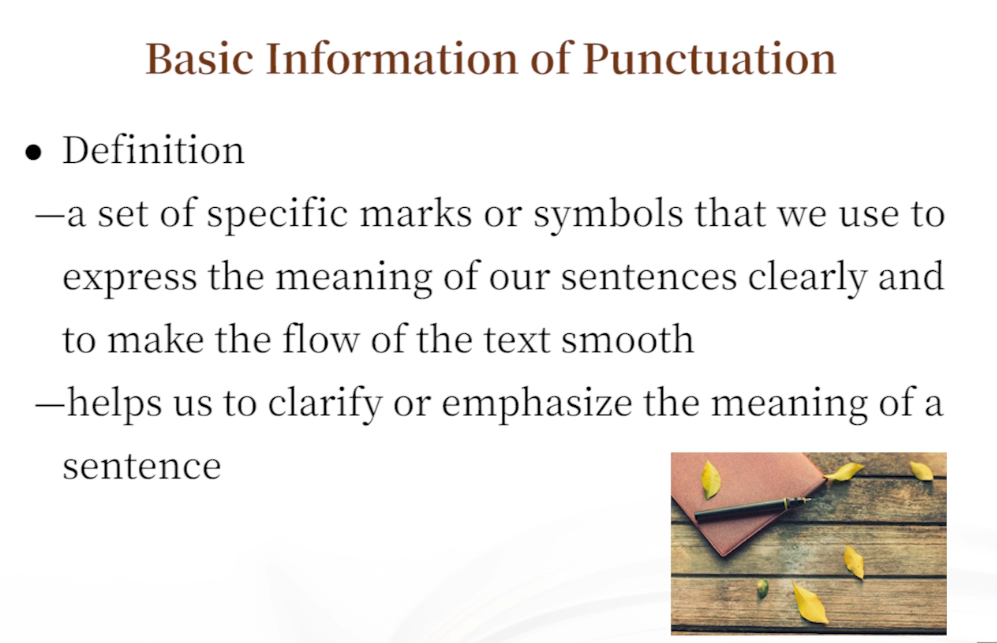 Basic Information of Punctuation
● Definition
—a set of specific marks or symbols that we use to
express the meaning of our sentences clearly and
to make the flow of the text smooth
—helps us to clarify or emphasize the meaning of a
sentence